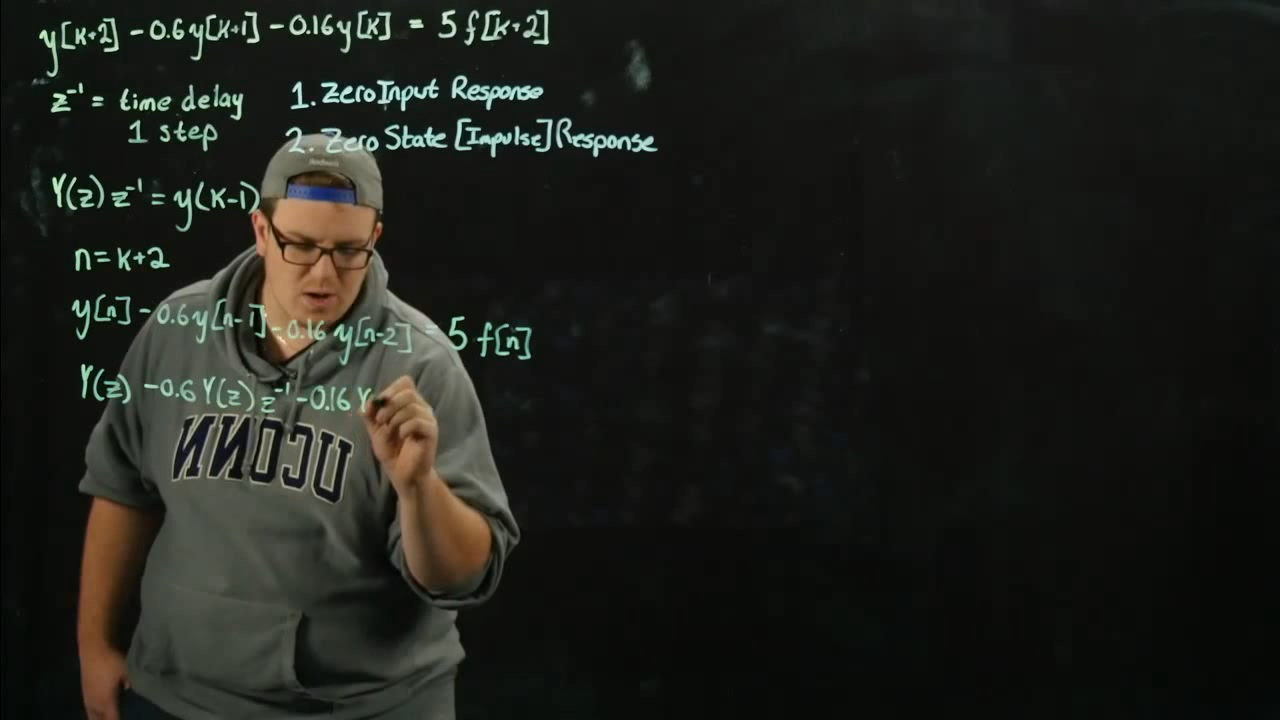 y[k+2] - 0.6y[k+1] - 0.16y[k] = 5 f[k+2]
z⁻¹ = time delay
1 step
1. Zero Input Response
2. Zero State [Impulse] Response
Y(z) z⁻¹ = y(k-1)
n = k+2
y[n] - 0.6y[n-1] - 0.16 y[n-2] = 5 f[n]
Y(z) - 0.6 Y(z) z⁻¹ - 0.16 Y
UCONN